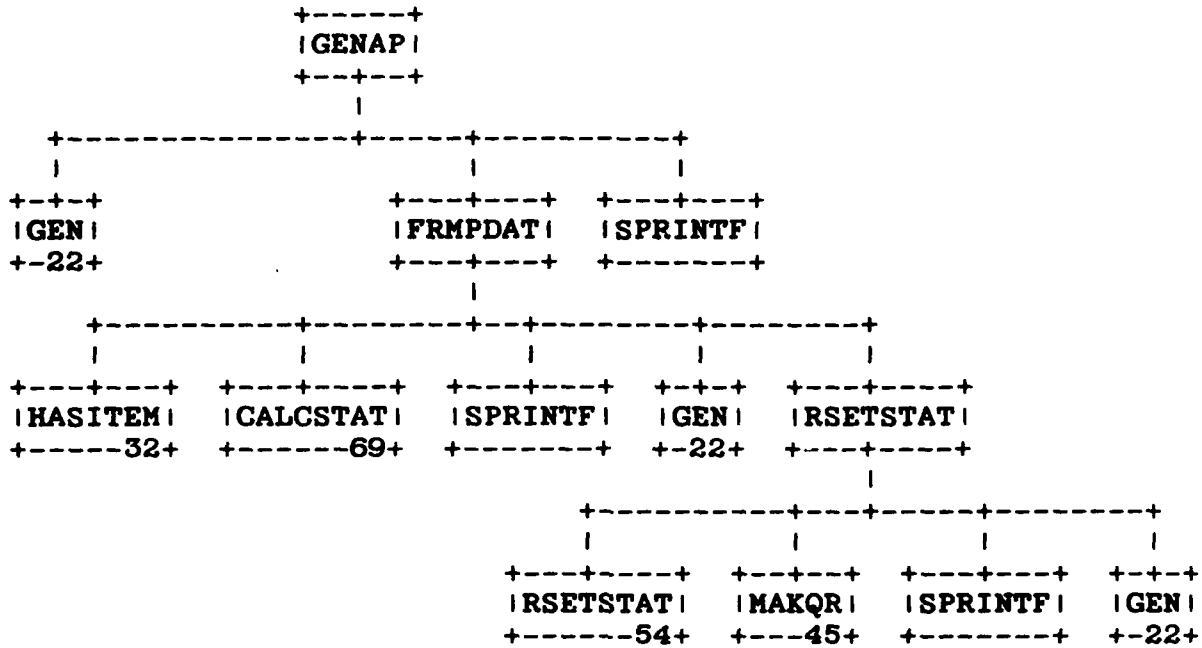 GENAP
GEN FRMPDAT SPRINTF
22
HASITEM CALCSTAT SPRINTF GEN RSETSTAT
32 69 22
RSETSTAT MAKQR SPRINTF GEN
54 45 22